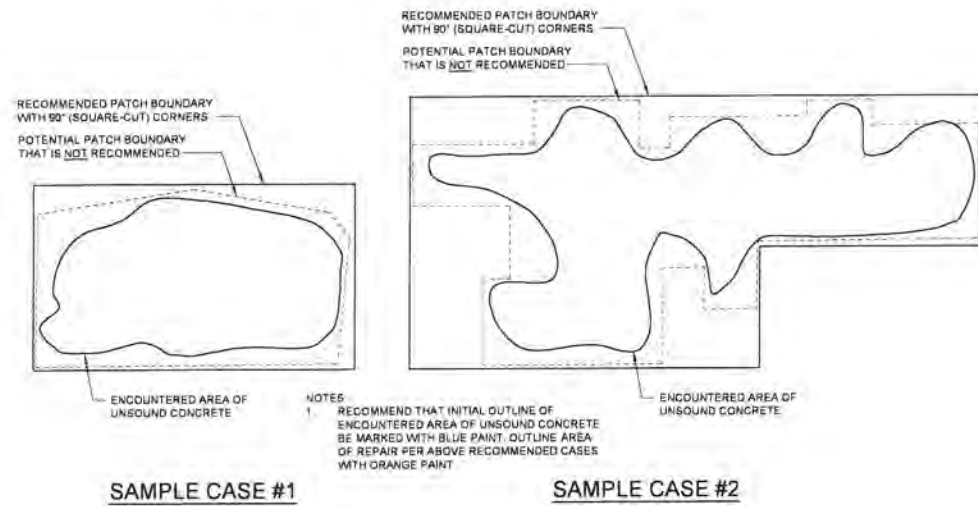 RECOMMENDED PATCH BOUNDARY
WITH 90° (SQUARE-CUT) CORNERS
POTENTIAL PATCH BOUNDARY
THAT IS NOT RECOMMENDED
RECOMMENDED PATCH BOUNDARY
WITH 90° (SQUARE-CUT) CORNERS
POTENTIAL PATCH BOUNDARY
THAT IS NOT RECOMMENDED
ENCOUNTERED AREA OF
UNSOUND CONCRETE
NOTES
1. RECOMMEND THAT INITIAL OUTLINE OF
ENCOUNTERED AREA OF UNSOUND CONCRETE
BE MARKED WITH BLUE PAINT. OUTLINE AREA
OF REPAIR PER ABOVE RECOMMENDED CASES
WITH ORANGE PAINT
ENCOUNTERED AREA OF
UNSOUND CONCRETE
SAMPLE CASE #1
SAMPLE CASE #2